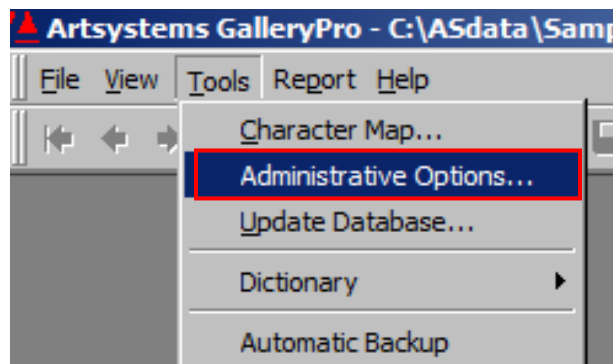 Artsystems GalleryPro - C:\ASdata\Samp
File View Tools Report Help
Character Map...
Administrative Options...
Update Database...
Dictionary
Automatic Backup